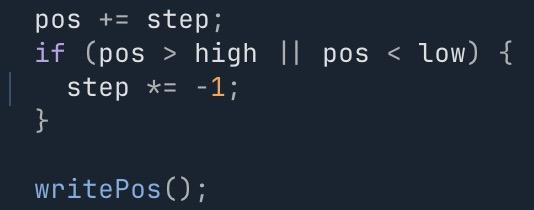 pos += step;
if (pos > high || pos < low) {
  step *= -1;
}

writePos();